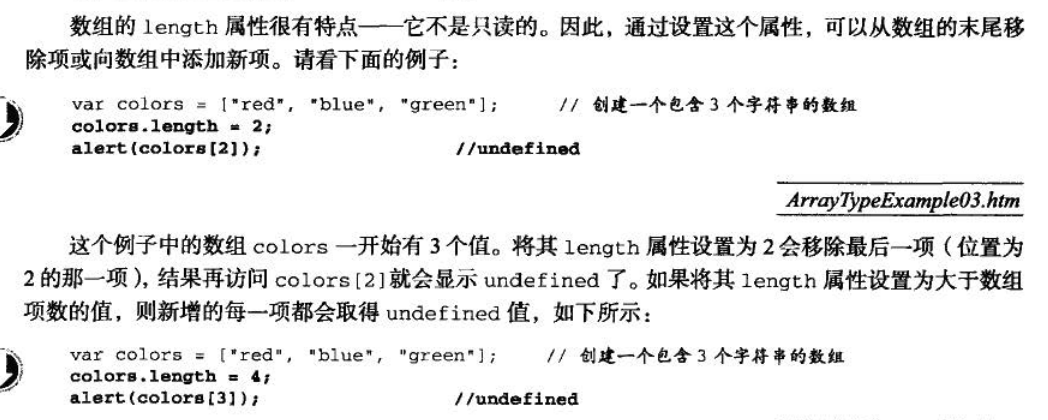 数组的 length 属性很有特点——它不是只读的。因此，通过设置这个属性，可以从数组的末尾移
除项或向数组中添加新项。请看下面的例子：
var colors = ["red", "blue", "green"];      // 创建一个包含 3 个字符串的数组
colors.length = 2;
alert(colors[2]);      //undefined
ArrayTypeExample03.htm
这个例子中的数组 colors 一开始有 3 个值。将其 length 属性设置为 2 会移除最后一项（位置为
2 的那一项），结果再访问 colors[2]就会显示 undefined 了。如果将其 length 属性设置为大于数组
项数的值，则新增的每一项都会取得 undefined 值，如下所示：
var colors = ["red", "blue", "green"];      // 创建一个包含 3 个字符串的数组
colors.length = 4;
alert(colors[3]);      //undefined